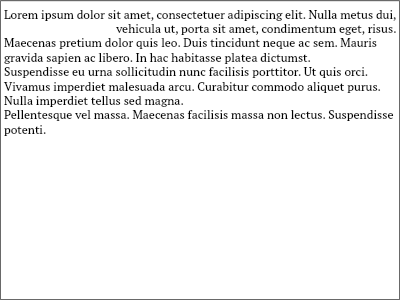 Lorem ipsum dolor sit amet, consectetuer adipiscing elit. Nulla metus dui,
vehicula ut, porta sit amet, condimentum eget, risus.
Maecenas pretium dolor quis leo. Duis tincidunt neque ac sem. Mauris
gravida sapien ac libero. In hac habitasse platea dictumst.
Suspendisse eu urna sollicitudin nunc facilisis porttitor. Ut quis orci.
Vivamus imperdiet malesuada arcu. Curabitur commodo aliquet purus.
Nulla imperdiet tellus sed magna.
Pellentesque vel massa. Maecenas facilisis massa non lectus. Suspendisse
potenti.